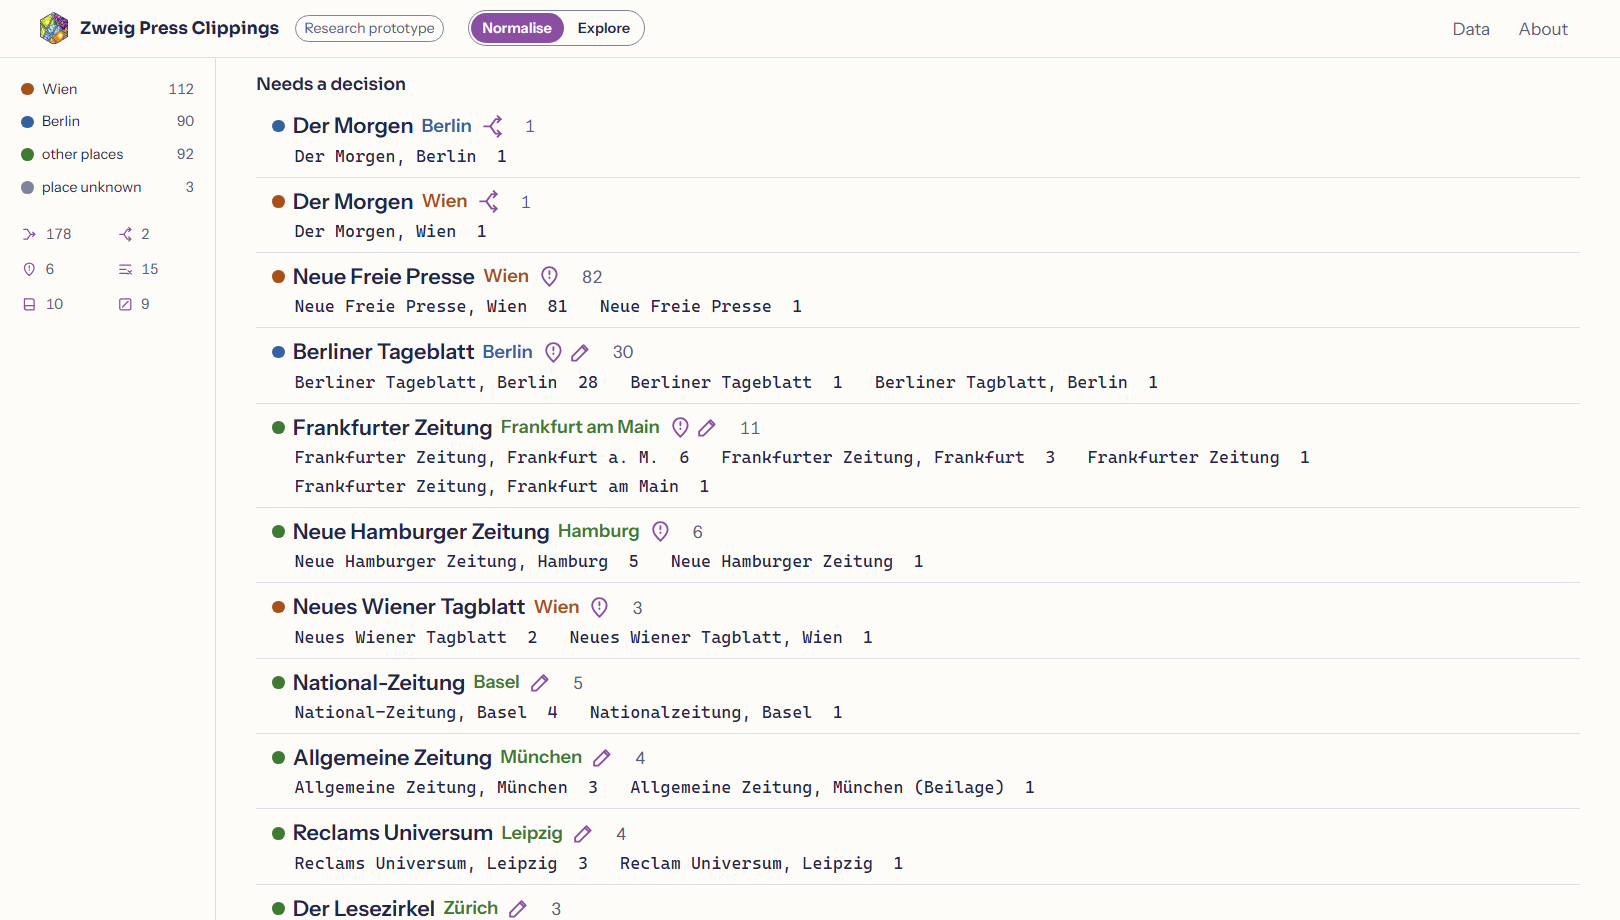 Zweig Press Clippings Research prototype Normalise Explore Data About
Wien 112
Berlin 90
other places 92
place unknown 3
178 2
6 15
10 9
Needs a decision
Der Morgen Berlin 1
Der Morgen, Berlin 1
Der Morgen Wien 1
Der Morgen, Wien 1
Neue Freie Presse Wien 82
Neue Freie Presse, Wien 81 Neue Freie Presse 1
Berliner Tageblatt Berlin 30
Berliner Tageblatt, Berlin 28 Berliner Tageblatt 1 Berliner Tagblatt, Berlin 1
Frankfurter Zeitung Frankfurt am Main 11
Frankfurter Zeitung, Frankfurt a. M. 6 Frankfurter Zeitung, Frankfurt 3 Frankfurter Zeitung 1
Frankfurter Zeitung, Frankfurt am Main 1
Neue Hamburger Zeitung Hamburg 6
Neue Hamburger Zeitung, Hamburg 5 Neue Hamburger Zeitung 1
Neues Wiener Tagblatt Wien 3
Neues Wiener Tagblatt 2 Neues Wiener Tagblatt, Wien 1
National-Zeitung Basel 5
National-Zeitung, Basel 4 Nationalzeitung, Basel 1
Allgemeine Zeitung München 4
Allgemeine Zeitung, München 3 Allgemeine Zeitung, München (Beilage) 1
Reclams Universum Leipzig 4
Reclams Universum, Leipzig 3 Reclam Universum, Leipzig 1
Der Lesezirkel Zürich 3